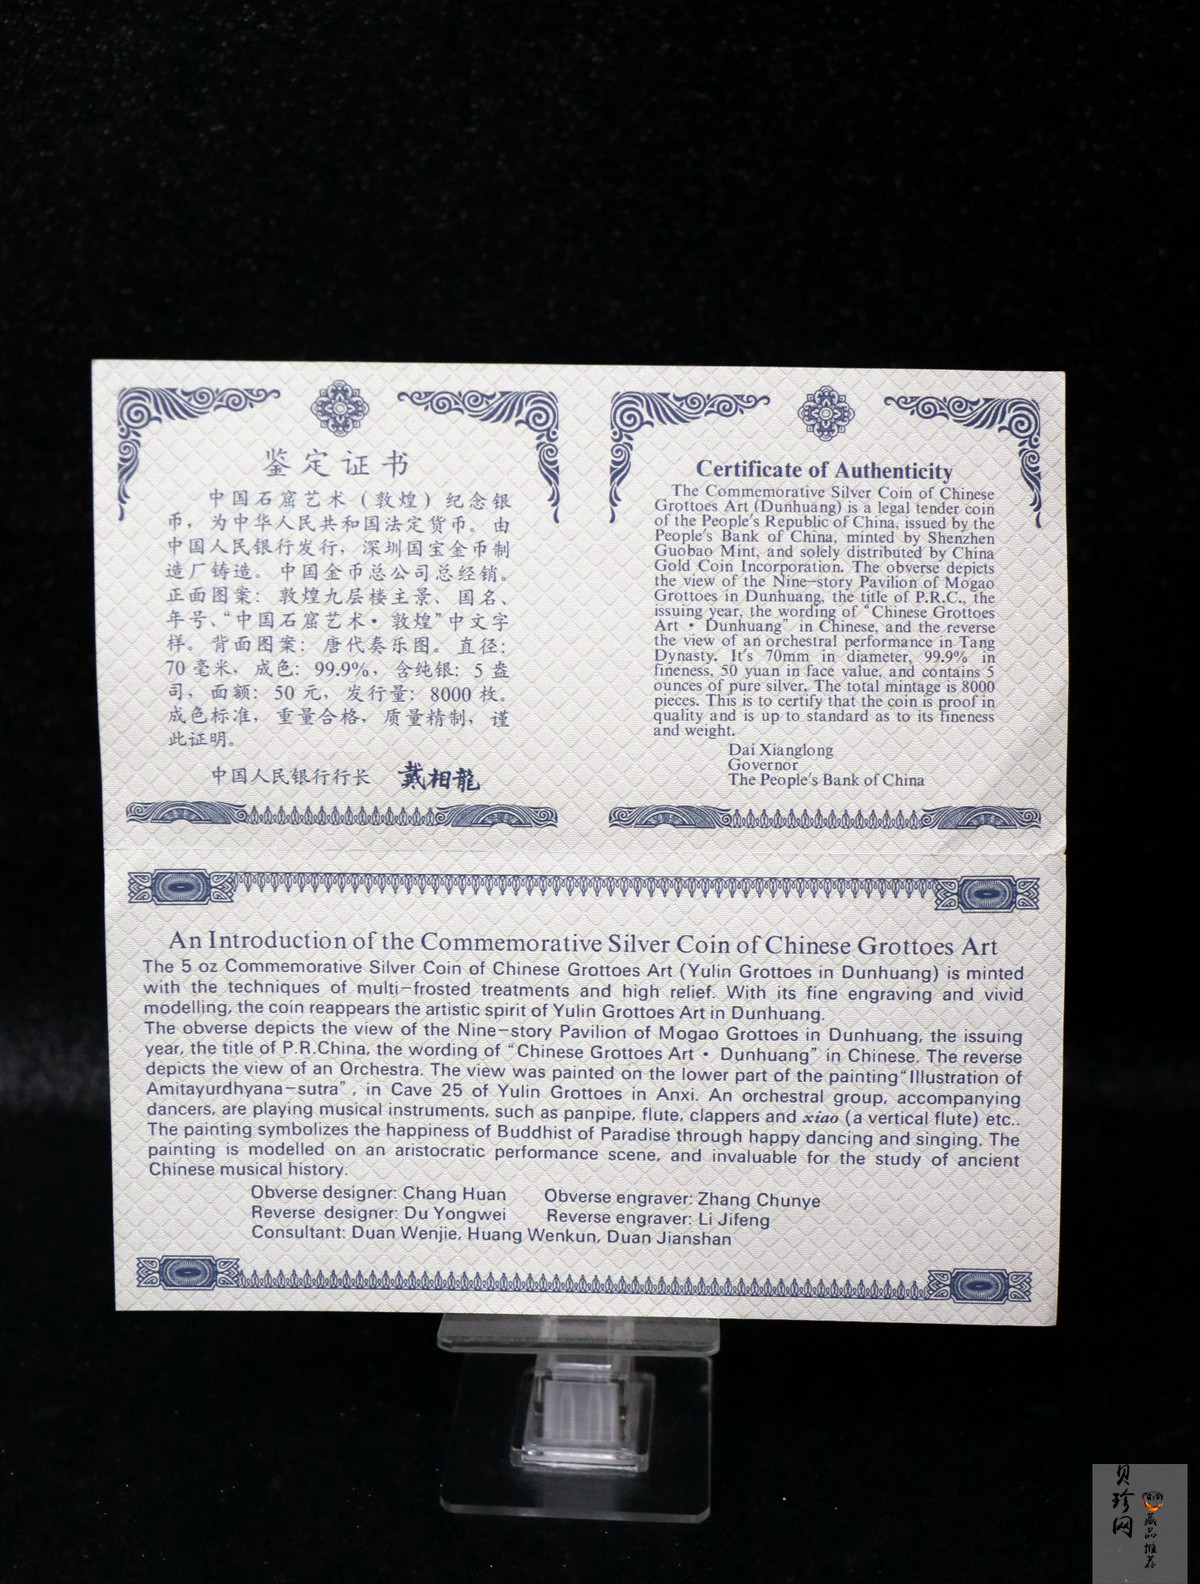 鉴定证书
中国石窟艺术（敦煌）纪念银
币，为中华人民共和国法定货币。由
中国人民银行发行，深圳国宝金币制
造厂铸造。中国金币总公司总经销。
正面图案：敦煌九层楼主景、国名、
年号、“中国石窟艺术·敦煌”中文字
样。背面图案：唐代奏乐图。直径：
70毫米，成色：99.9%，含纯银：5盎
司，面额：50元，发行量：8000枚。
成色标准，重量合格，质量精制，谨
此证明。
中国人民银行行长 戴相龍
Certificate of Authenticity
The Commemorative Silver Coin of Chinese
Grottoes Art (Dunhuang) is a legal tender coin
of the People's Republic of China, issued by the
People's Bank of China, minted by Shenzhen
Guobao Mint, and solely distributed by China
Gold Coin Incorporation. The obverse depicts
the view of the Nine-story Pavilion of Mogao
Grottoes in Dunhuang, the title of P.R.C., the
issuing year, the wording of "Chinese Grottoes
Art • Dunhuang" in Chinese, and the reverse
the view of an orchestral performance in Tang
Dynasty. It's 70mm in diameter, 99.9% in
fineness, 50 yuan in face value, and contains 5
ounces of pure silver. The total mintage is 8000
pieces. This is to certify that the coin is proof in
quality and is up to standard as to its fineness
and weight.
Dai Xianglong
Governor
The People's Bank of China
An Introduction of the Commemorative Silver Coin of Chinese Grottoes Art
The 5 oz Commemorative Silver Coin of Chinese Grottoes Art (Yulin Grottoes in Dunhuang) is minted
with the techniques of multi-frosted treatments and high relief. With its fine engraving and vivid
modelling, the coin reappears the artistic spirit of Yulin Grottoes Art in Dunhuang.
The obverse depicts the view of the Nine-story Pavilion of Mogao Grottoes in Dunhuang, the issuing
year, the title of P.R.China, the wording of "Chinese Grottoes Art • Dunhuang" in Chinese. The reverse
depicts the view of an Orchestra. The view was painted on the lower part of the painting "Illustration of
Amitayurdhyana-sutra", in Cave 25 of Yulin Grottoes in Anxi. An orchestral group, accompanying
dancers, are playing musical instruments, such as panpipe, flute, clappers and xiao (a vertical flute) etc..
The painting symbolizes the happiness of Buddhist of Paradise through happy dancing and singing. The
painting is modelled on an aristocratic performance scene, and invaluable for the study of ancient
Chinese musical history.
Obverse designer: Chang Huan Obverse engraver: Zhang Chunye
Reverse designer: Du Yongwei Reverse engraver: Li Jifeng
Consultant: Duan Wenjie, Huang Wenkun, Duan Jianshan
贝珍网
藏品推荐